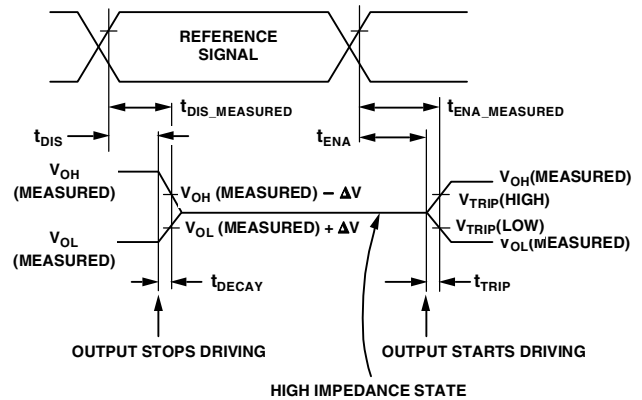 REFERENCE
SIGNAL
tDIS_MEASURED
tENA_MEASURED
tDIS
tENA
VOH
(MEASURED)
VOH (MEASURED) – ΔV
VOL (MEASURED) + ΔV
VOL
(MEASURED)
VOH(MEASURED)
VTRIP(HIGH)
VTRIP(LOW)
VOL(MEASURED)
tDECAY
tTRIP
OUTPUT STOPS DRIVING
OUTPUT STARTS DRIVING
HIGH IMPEDANCE STATE